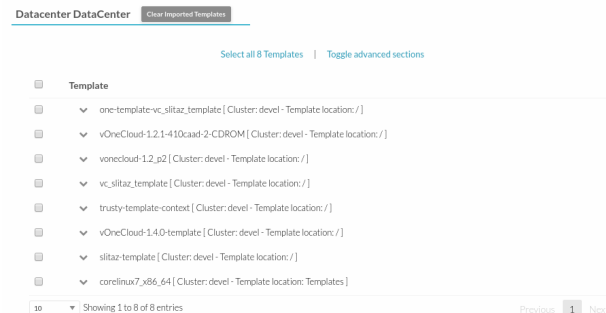 Datacenter DataCenter Clear Imported Templates
Select all 8 Templates | Toggle advanced sections
Template
one-template-vc_slitaz_template [ Cluster: devel - Template location: / ]
vOneCloud-1.2.1-410caad-2-CDROM [ Cluster: devel - Template location: / ]
vonecloud-1.2_p2 [ Cluster: devel - Template location: / ]
vc_slitaz_template [ Cluster: devel - Template location: / ]
trusty-template-context [ Cluster: devel - Template location: / ]
vOneCloud-1.4.0-template [ Cluster: devel - Template location: / ]
slitaz-template [ Cluster: devel - Template location: / ]
corelinux7_x86_64 [ Cluster: devel - Template location: Templates ]
10 Showing 1 to 8 of 8 entries Previous 1